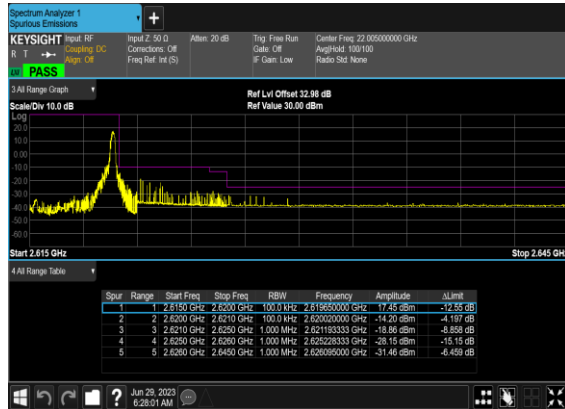 Spectrum Analyzer 1
Spurious Emissions
KEYSIGHT Input: RF Input Z: 50 Ω Atten: 20 dB Trig: Free Run Center Freq: 22.005000000 GHz
R T Coupling: DC Corrections: Off Gate: Off Avg|Hold: 100/100
Align: Off Freq Ref: Int (S) IF Gain: Low Radio Std: None
PASS
3 All Range Graph
Ref Lvl Offset 32.98 dB
Scale/Div 10.0 dB Ref Value 30.00 dBm
Log
20.0
10.0
0.00
-10.0
-20.0
-30.0
-40.0
-50.0
-60.0
Start 2.615 GHz Stop 2.645 GH
4 All Range Table
Spur Range Start Freq Stop Freq RBW Frequency Amplitude ΔLimit
1 1 2.6150 GHz 2.6200 GHz 100.0 kHz 2.619650000 GHz 17.45 dBm -12.55 dB
2 2 2.6200 GHz 2.6210 GHz 100.0 kHz 2.620020000 GHz -14.20 dBm -4.197 dB
3 3 2.6210 GHz 2.6250 GHz 1.000 MHz 2.621193333 GHz -18.86 dBm -8.858 dB
4 4 2.6250 GHz 2.6260 GHz 1.000 MHz 2.625228333 GHz -28.15 dBm -15.15 dB
5 5 2.6260 GHz 2.6450 GHz 1.000 MHz 2.626095000 GHz -31.46 dBm -6.459 dB
Jun 29, 2023
6:28:01 AM